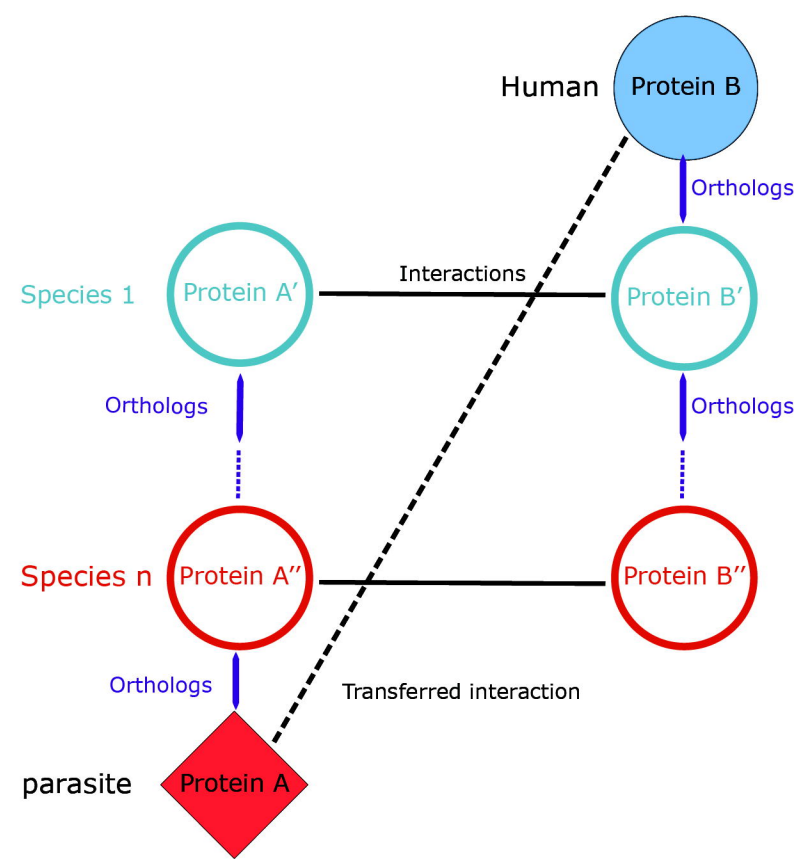 Human
Protein B
Orthologs
Species 1
Protein A′
Interactions
Protein B′
Orthologs
Orthologs
Species n
Protein A′′
Protein B′′
Orthologs
Transferred interaction
parasite
Protein A